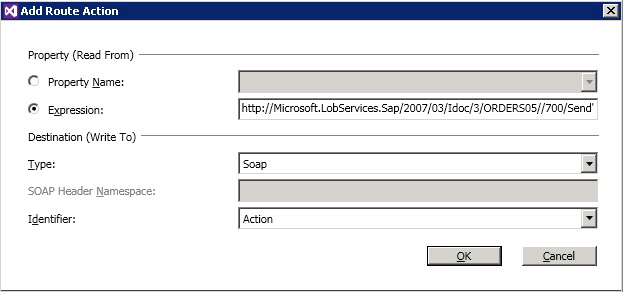 Add Route Action
Property (Read From)
Property Name:
Expression:
http://Microsoft.LobServices.Sap/2007/03/Idoc/3/ORDERS05//700/Send'
Destination (Write To)
Type:
Soap
SOAP Header Namespace:
Identifier:
Action
OK
Cancel